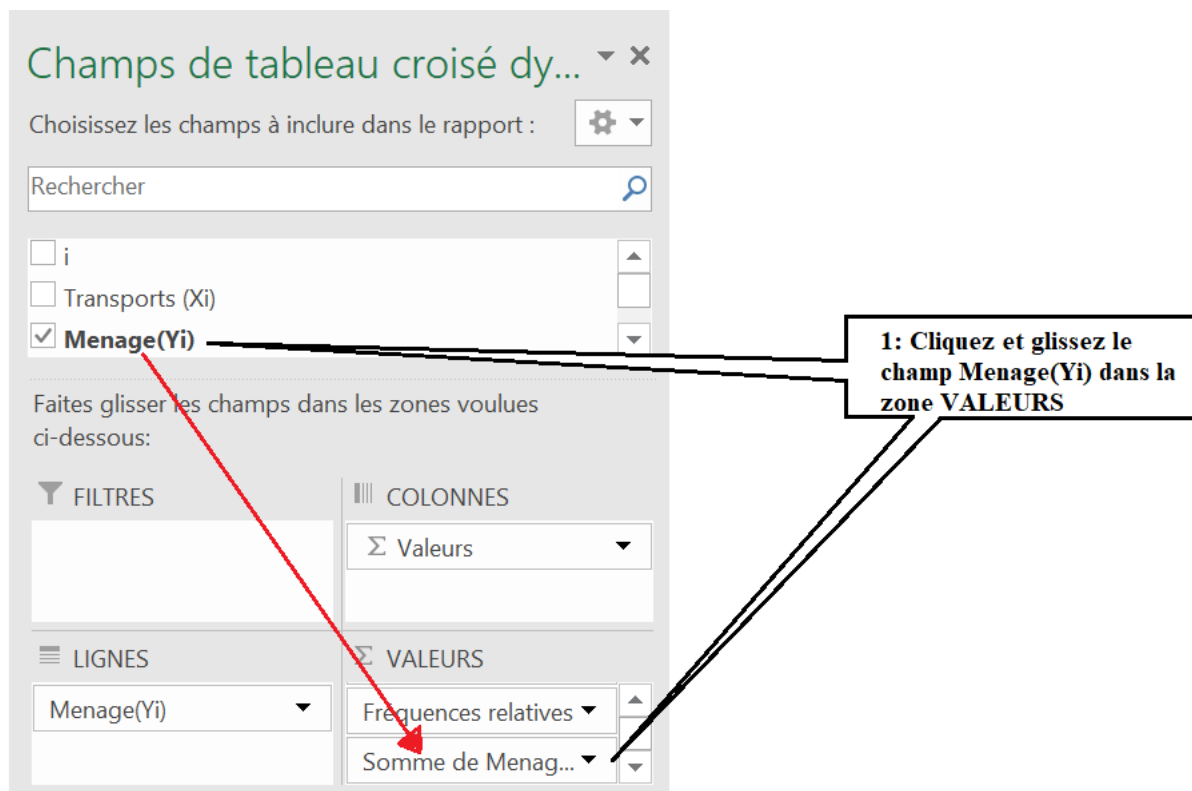 Champs de tableau croisé dy...
Choisissez les champs à inclure dans le rapport :
Rechercher
i
Transports (Xi)
Menage(Yi)
1: Cliquez et glissez le
champ Menage(Yi) dans la
zone VALEURS
Faites glisser les champs dans les zones voulues
ci-dessous:
FILTRES
COLONNES
Σ Valeurs
LIGNES
Σ VALEURS
Menage(Yi)
Fréquences relatives
Somme de Menag...